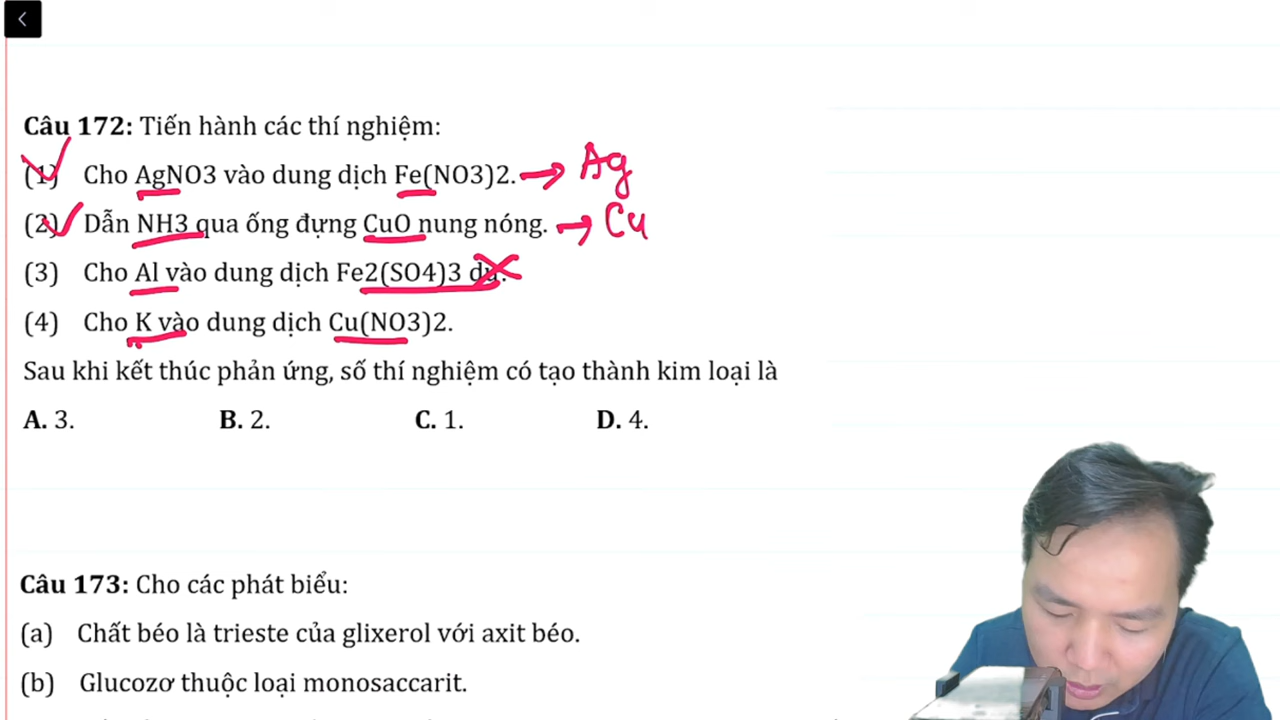 Câu 172: Tiến hành các thí nghiệm:
(1) Cho AgNO3 vào dung dịch Fe(NO3)2. → Ag
(2) Dẫn NH3 qua ống đựng CuO nung nóng. → Cu
(3) Cho Al vào dung dịch Fe2(SO4)3 dư.
(4) Cho K vào dung dịch Cu(NO3)2.
Sau khi kết thúc phản ứng, số thí nghiệm có tạo thành kim loại là
A. 3. B. 2. C. 1. D. 4.
Câu 173: Cho các phát biểu:
(a) Chất béo là trieste của glixerol với axit béo.
(b) Glucozơ thuộc loại monosaccarit.